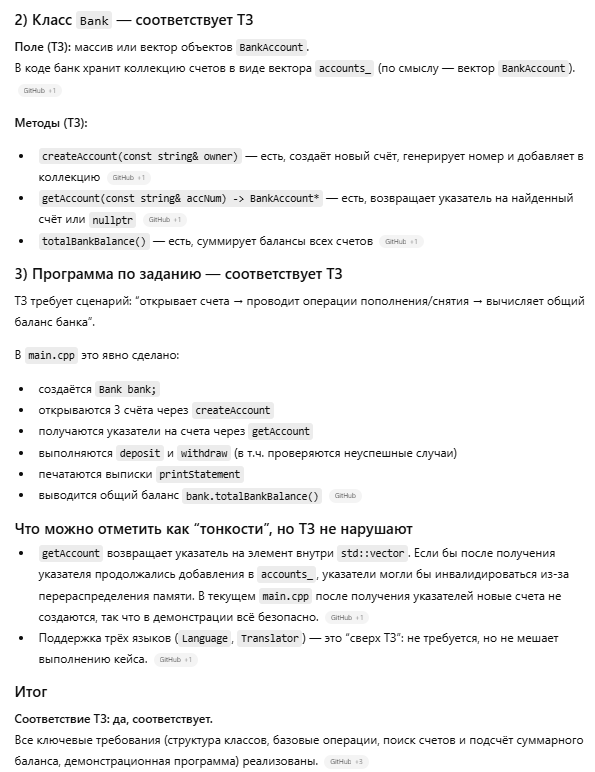 2) Класс Bank — соответствует ТЗ
Поле (ТЗ): массив или вектор объектов BankAccount.
В коде банк хранит коллекцию счетов в виде вектора accounts_ (по смыслу — вектор BankAccount).
GitHub +1
Методы (ТЗ):
• createAccount(const string& owner) — есть, создаёт новый счёт, генерирует номер и добавляет в
коллекцию GitHub +1
• getAccount(const string& accNum) -> BankAccount* — есть, возвращает указатель на найденный
счёт или nullptr GitHub +1
• totalBankBalance() — есть, суммирует балансы всех счетов GitHub +1
3) Программа по заданию — соответствует ТЗ
ТЗ требует сценарий: “открывает счета → проводит операции пополнения/снятия → вычисляет общий
баланс банка”.
В main.cpp это явно сделано:
• создаётся Bank bank;
• открываются 3 счёта через createAccount
• получаются указатели на счета через getAccount
• выполняются deposit и withdraw (в т.ч. проверяются неуспешные случаи)
• печатаются выписки printStatement
• выводится общий баланс bank.totalBankBalance() GitHub
Что можно отметить как “тонкости”, но ТЗ не нарушают
• getAccount возвращает указатель на элемент внутри std::vector. Если бы после получения
указателя продолжались добавления в accounts_, указатели могли бы инвалидироваться из-за
перераспределения памяти. В текущем main.cpp после получения указателей новые счета не
создаются, так что в демонстрации всё безопасно. GitHub +1
• Поддержка трёх языков (Language, Translator) — это “сверх ТЗ”: не требуется, но не мешает
выполнению кейса. GitHub +1
Итог
Соответствие ТЗ: да, соответствует.
Все ключевые требования (структура классов, базовые операции, поиск счетов и подсчёт суммарного
баланса, демонстрационная программа) реализованы. GitHub +3